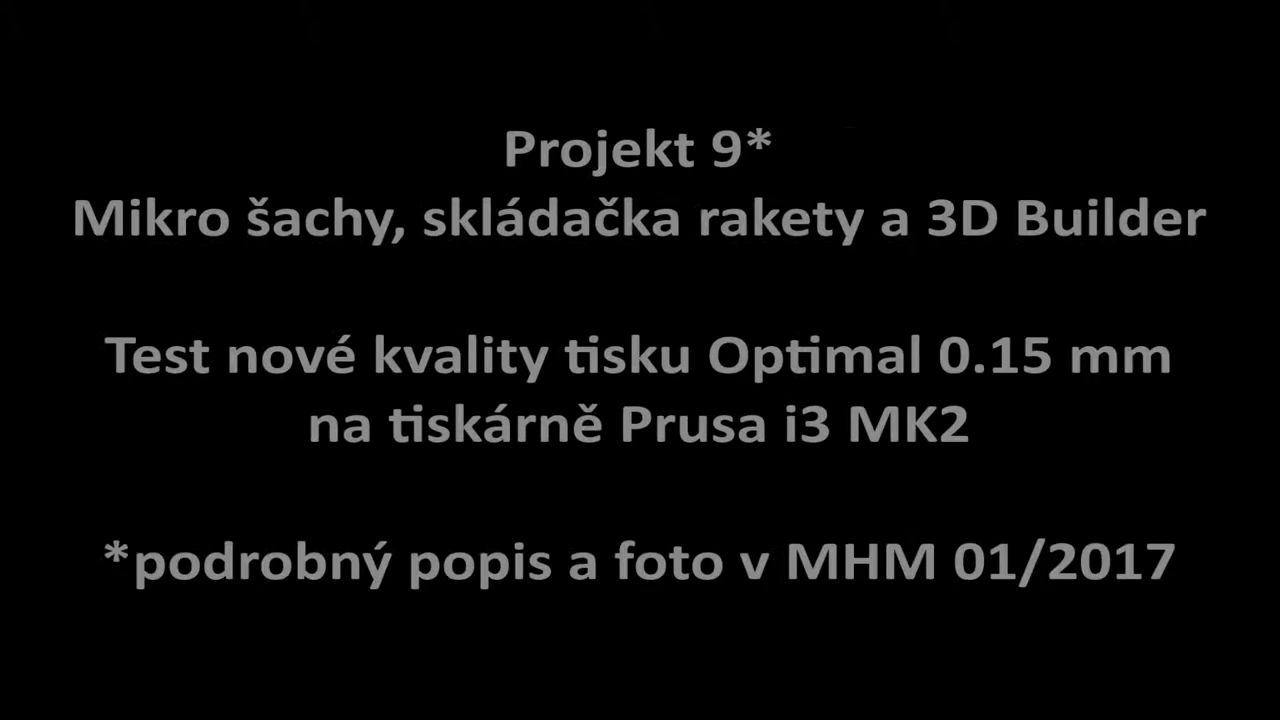 Projekt 9*
Mikro šachy, skládačka rakety a 3D Builder
Test nové kvality tisku Optimal 0.15 mm
na tiskárně Prusa i3 MK2
*podrobný popis a foto v MHM 01/2017